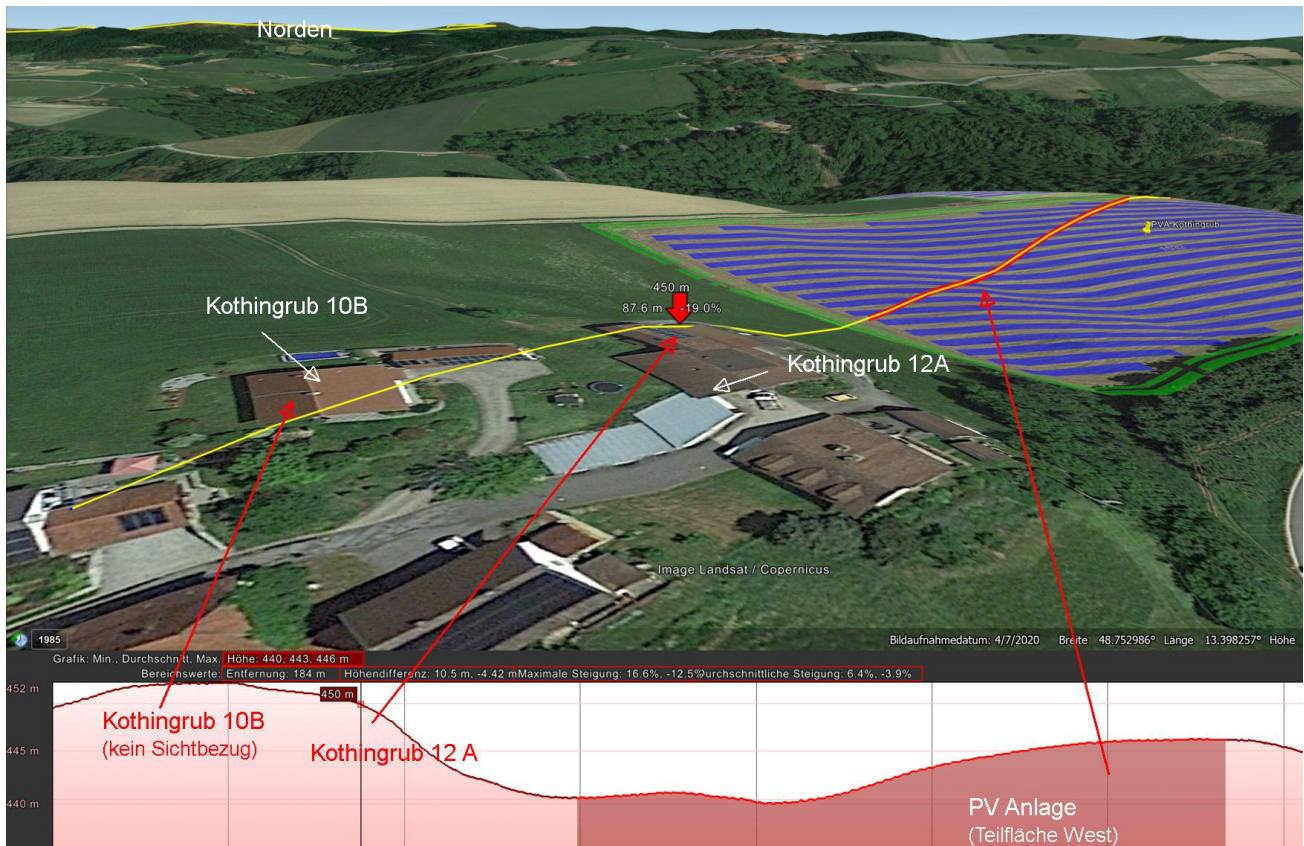 Norden
PVA Kothingrub
450 m
87.6 m -19.0%
Kothingrub 10B
Kothingrub 12A
Image Landsat / Copernicus
1985
Bildaufnahmedatum: 4/7/2020 Breite 48.752986° Länge 13.398257° Höhe
Grafik: Min., Durchschnitt, Max. Höhe: 440, 443, 446 m
Bereichswerte: Entfernung: 184 m Höhendifferenz: 10.5 m, -4.42 m Maximale Steigung: 16.6%, -12.5% Durchschnittliche Steigung: 6.4%, -3.9%
452 m
450 m
Kothingrub 10B
(kein Sichtbezug)
Kothingrub 12 A
445 m
440 m
PV Anlage
(Teilfläche West)